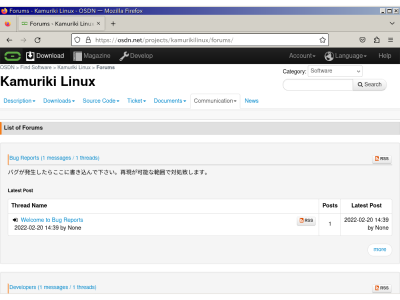 Forums - Kamuriki Linux - OSDN — Mozilla Firefox
Forums - Kamuriki Linux -
https://osdn.net/projects/kamurikilinux/forums/
Download Magazine Develop Account Language Help
OSDN > Find Software > Kamuriki Linux > Forums
Category: Software
Kamuriki Linux
Search
Description Downloads Source Code Ticket Documents Communication News
List of Forums
Bug Reports (1 messages / 1 threads) RSS
バグが発生したらここに書き込んで下さい。再現が可能な範囲で対処致します。
Latest Post
Thread Name Posts Latest Post
Welcome to Bug Reports RSS 1 2022-02-20 14:39
2022-02-20 14:39 by None by None
more
Developers (1 messages / 1 threads) RSS